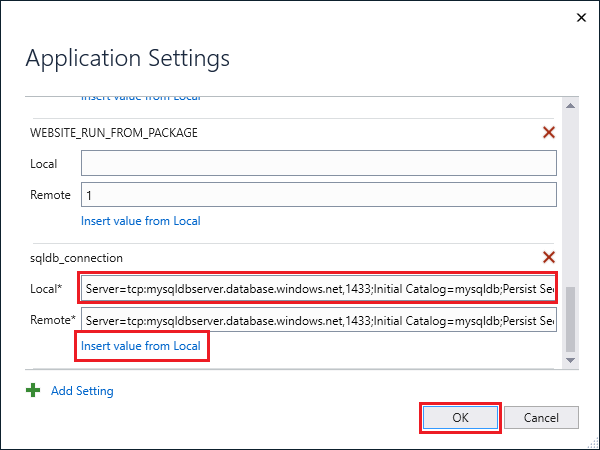 Application Settings
Insert value from Local
WEBSITE_RUN_FROM_PACKAGE
Local
Remote 1
Insert value from Local
sqldb_connection
Local* Server=tcp:mysqldbserver.database.windows.net,1433;Initial Catalog=mysqldb;Persist Sec
Remote* Server=tcp:mysqldbserver.database.windows.net,1433;Initial Catalog=mysqldb;Persist Sec
Insert value from Local
Add Setting
OK Cancel